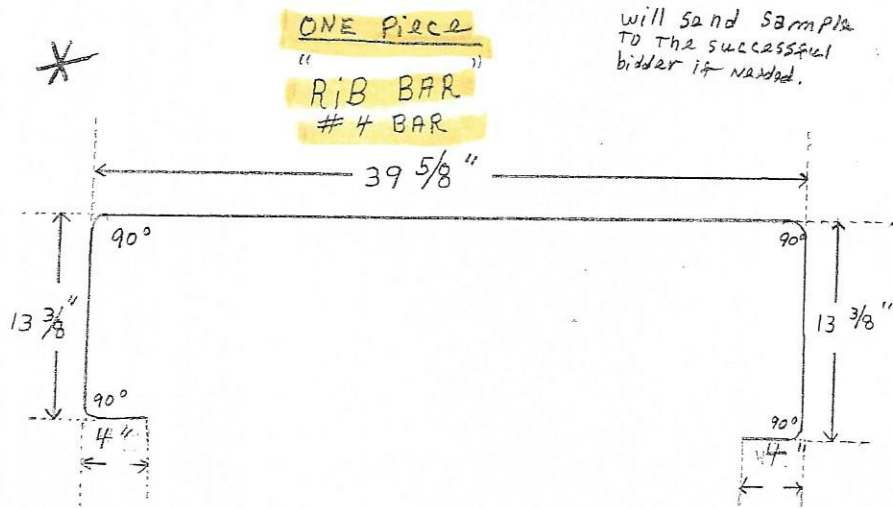 ONE Piece
" "
RiB BAR
# 4 BAR
will send sample
TO The successful
bidder if needed.
39 5/8"
90°
90°
13 3/8"
13 3/8"
90°
90°
4"
4"